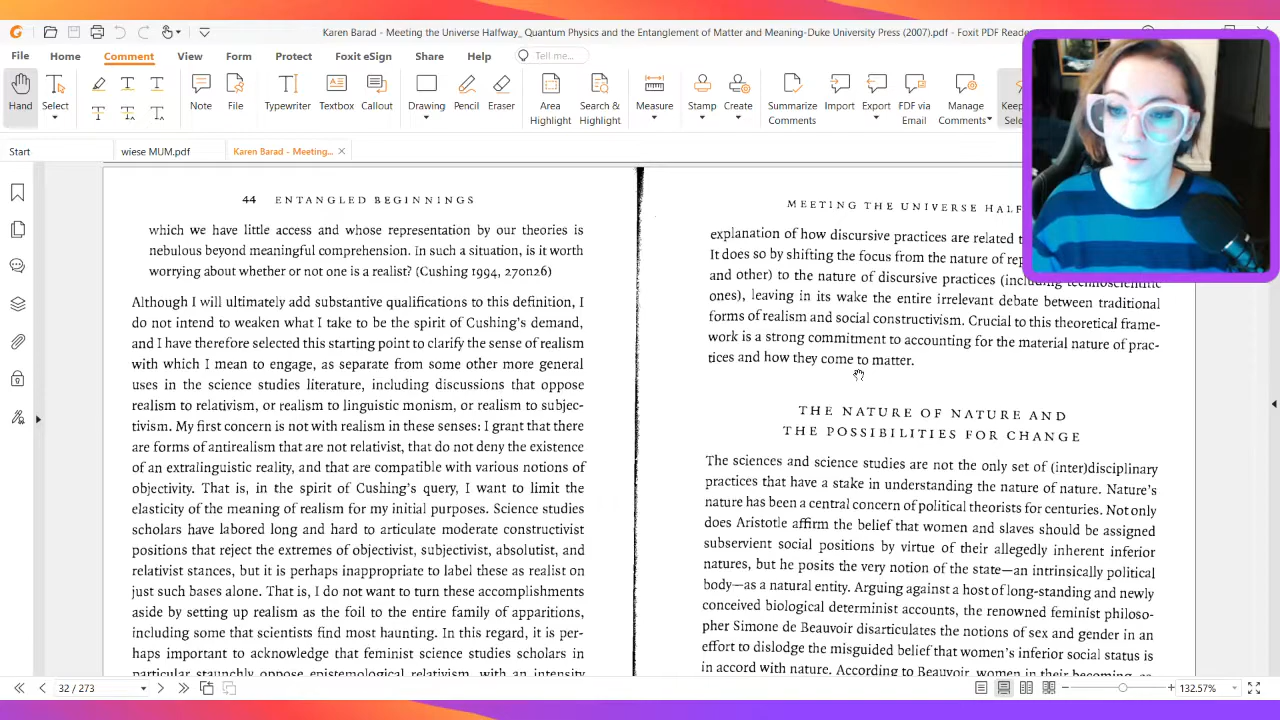 Karen Barad - Meeting the Universe Halfway_ Quantum Physics and the Entanglement of Matter and Meaning-Duke University Press (2007).pdf - Foxit PDF Reade
File Home Comment View Form Protect Foxit eSign Share Help Tell me...
Hand Select Note File Typewriter Textbox Callout Drawing Pencil Eraser Area Highlight Search & Highlight Measure Stamp Create Summarize Comments Import Export FDF via Email Manage Comments Keep Sele
Start wiese MUM.pdf Karen Barad - Meeting...
44 ENTANGLED BEGINNINGS
which we have little access and whose representation by our theories is
nebulous beyond meaningful comprehension. In such a situation, is it worth
worrying about whether or not one is a realist? (Cushing 1994, 270n26)
Although I will ultimately add substantive qualifications to this definition, I
do not intend to weaken what I take to be the spirit of Cushing's demand,
and I have therefore selected this starting point to clarify the sense of realism
with which I mean to engage, as separate from some other more general
uses in the science studies literature, including discussions that oppose
realism to relativism, or realism to linguistic monism, or realism to subjec-
tivism. My first concern is not with realism in these senses: I grant that there
are forms of antirealism that are not relativist, that do not deny the existence
of an extralinguistic reality, and that are compatible with various notions of
objectivity. That is, in the spirit of Cushing's query, I want to limit the
elasticity of the meaning of realism for my initial purposes. Science studies
scholars have labored long and hard to articulate moderate constructivist
positions that reject the extremes of objectivist, subjectivist, absolutist, and
relativist stances, but it is perhaps inappropriate to label these as realist on
just such bases alone. That is, I do not want to turn these accomplishments
aside by setting up realism as the foil to the entire family of apparitions,
including some that scientists find most haunting. In this regard, it is per-
haps important to acknowledge that feminist science studies scholars in
particular staunchly oppose epistemological relativism, with an intensity
MEETING THE UNIVERSE HALF
explanation of how discursive practices are related
It does so by shifting the focus from the nature of
and other) to the nature of discursive practices (including technoscientific
ones), leaving in its wake the entire irrelevant debate between traditional
forms of realism and social constructivism. Crucial to this theoretical frame-
work is a strong commitment to accounting for the material nature of prac-
tices and how they come to matter.
THE NATURE OF NATURE AND
THE POSSIBILITIES FOR CHANGE
The sciences and science studies are not the only set of (inter)disciplinary
practices that have a stake in understanding the nature of nature. Nature's
nature has been a central concern of political theorists for centuries. Not only
does Aristotle affirm the belief that women and slaves should be assigned
subservient social positions by virtue of their allegedly inherent inferior
natures, but he posits the very notion of the state—an intrinsically political
body—as a natural entity. Arguing against a host of long-standing and newly
conceived biological determinist accounts, the renowned feminist philoso-
pher Simone de Beauvoir disarticulates the notions of sex and gender in an
effort to dislodge the misguided belief that women's inferior social status is
in accord with nature. According to Beauvoir, women in their becoming,
32 / 273
132.57%